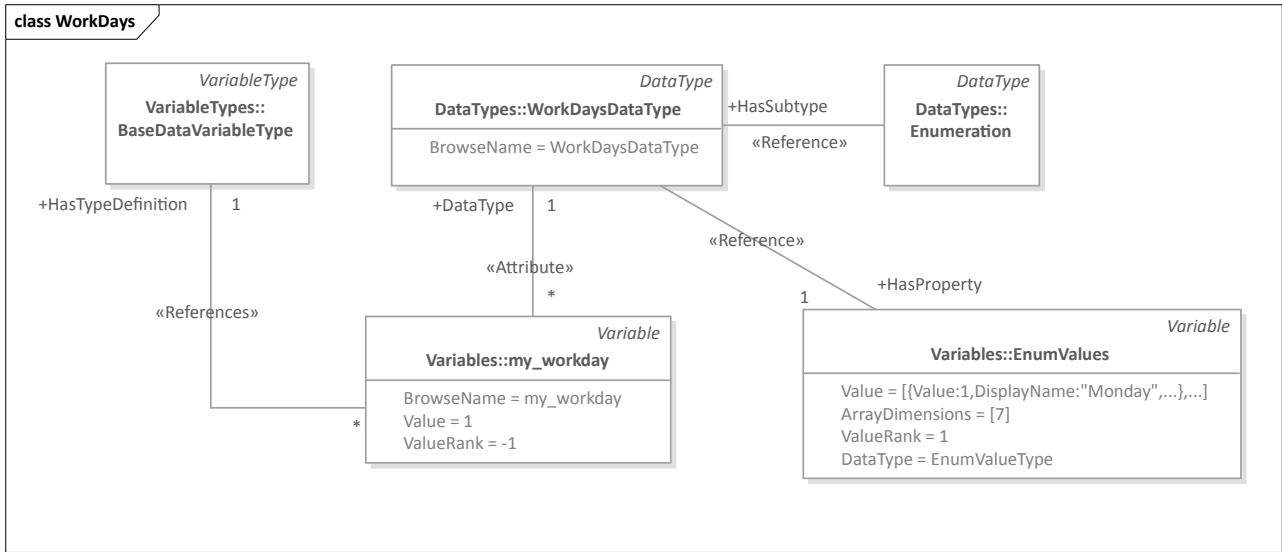 class WorkDays
VariableType
VariableTypes::
BaseDataVariableType
DataType
DataTypes::WorkDaysDataType
BrowseName = WorkDaysDataType
+HasSubtype
«Reference»
DataType
DataTypes::
Enumeration
+HasTypeDefinition
1
+DataType
1
«Reference»
«Attribute»
*
+HasProperty
1
«References»
*
Variable
Variables::my_workday
BrowseName = my_workday
Value = 1
ValueRank = -1
Variable
Variables::EnumValues
Value = [{Value:1,DisplayName:"Monday",...},...]
ArrayDimensions = [7]
ValueRank = 1
DataType = EnumValueType